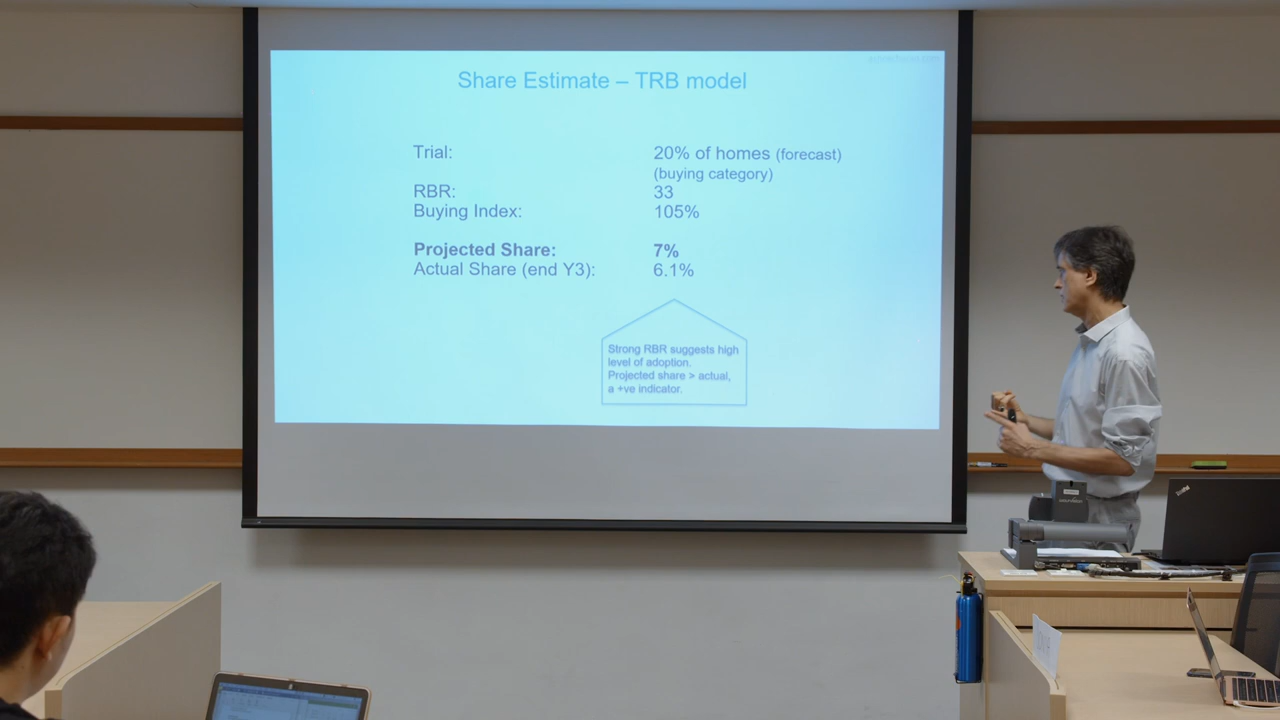 Share Estimate – TRB model
Trial: 20% of homes (forecast)
(buying category)
RBR: 33
Buying Index: 105%
Projected Share: 7%
Actual Share (end Y3): 6.1%
Strong RBR suggests high
level of adoption.
Projected share > actual,
a +ve indicator.